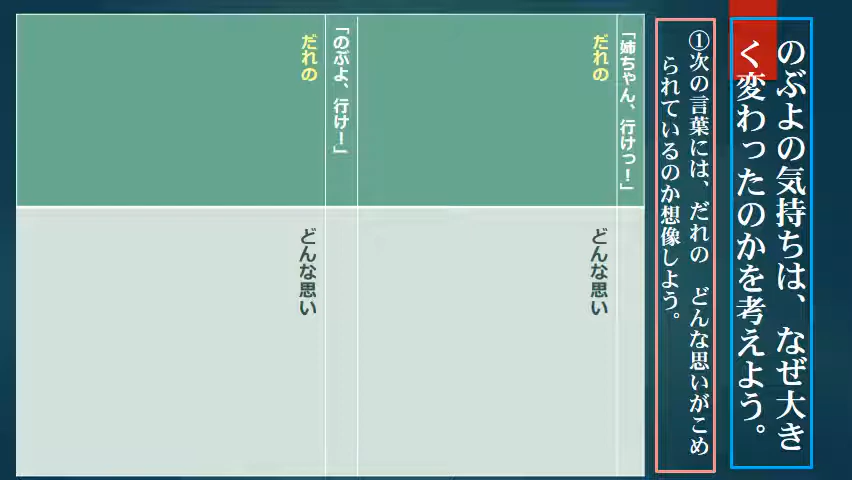 のぶよの気持ちは、なぜ大き
く変わったのかを考えよう。
①次の言葉には、だれの　どんな思いがこめ
られているのか想像しよう。
「姉ちゃん、行けっ！」
だれの
どんな思い
「のぶよ、行けー」
だれの
どんな思い